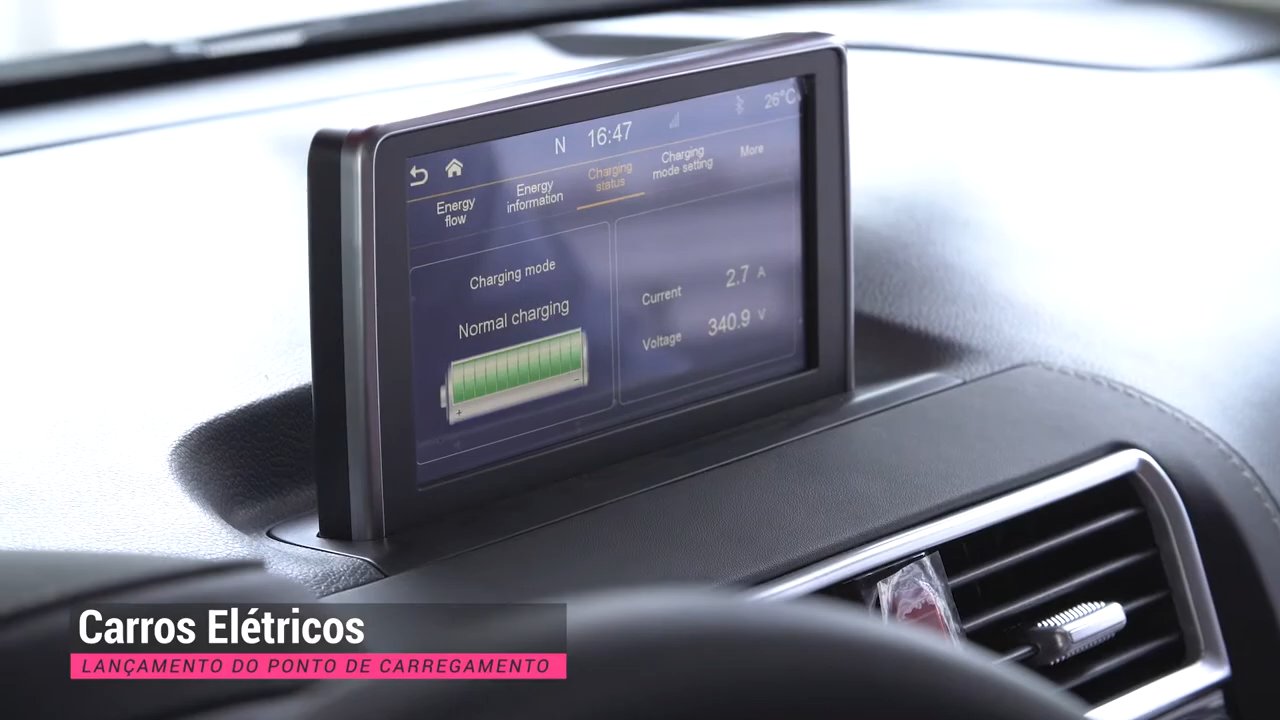 N 16:47 26°C
Energy
flow
Energy
information
Charging
status
Charging
mode setting
More
Charging mode
Normal charging
Current 2.7 A
Voltage 340.9 V
Carros Elétricos
LANÇAMENTO DO PONTO DE CARREGAMENTO